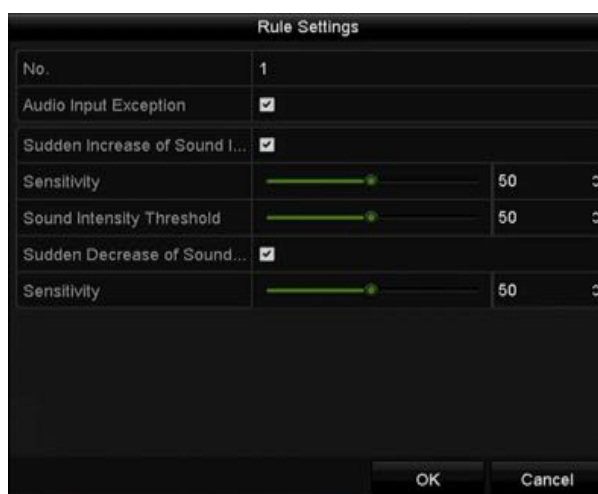 Rule Settings
No. 1
Audio Input Exception
Sudden Increase of Sound I...
Sensitivity 50
Sound Intensity Threshold 50
Sudden Decrease of Sound...
Sensitivity 50
OK Cancel